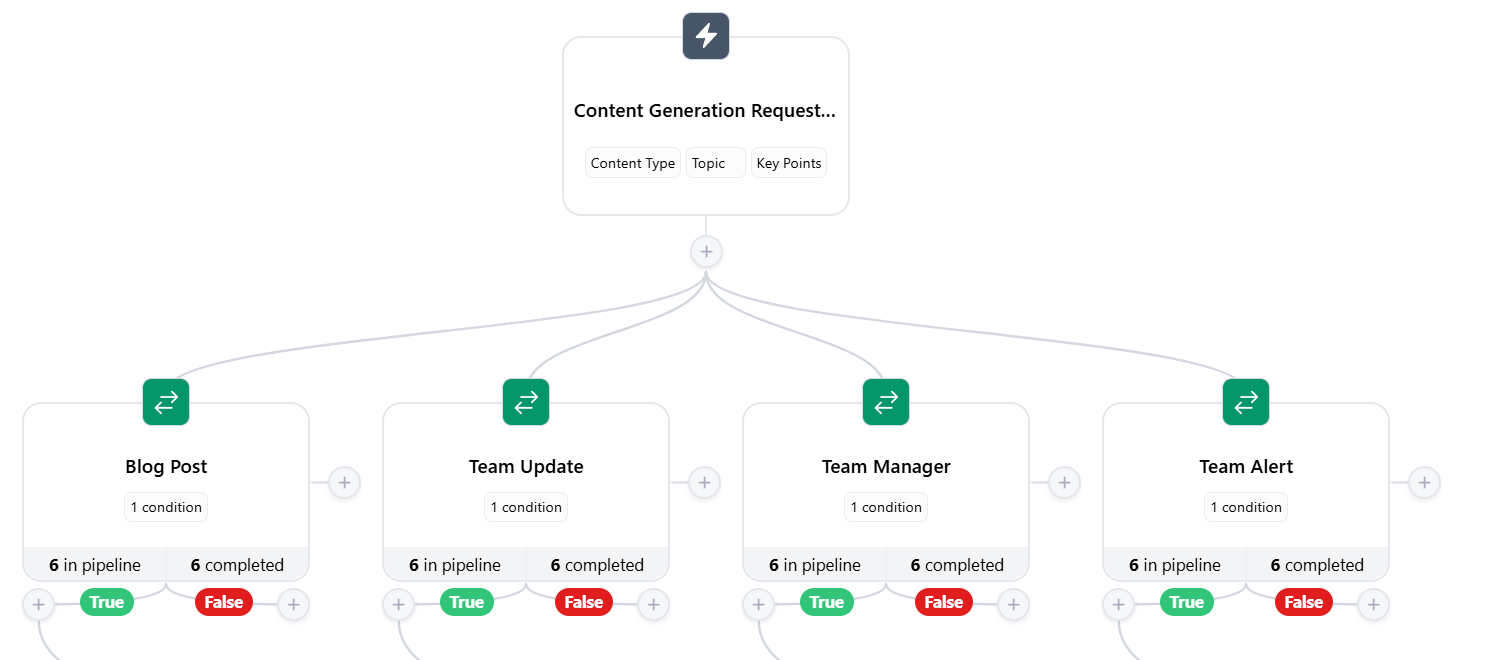 Content Generation Request...
Content Type Topic Key Points
Blog Post Team Update Team Manager Team Alert
1 condition 1 condition 1 condition 1 condition
6 in pipeline 6 completed 6 in pipeline 6 completed 6 in pipeline 6 completed 6 in pipeline 6 completed
True False True False True False True False